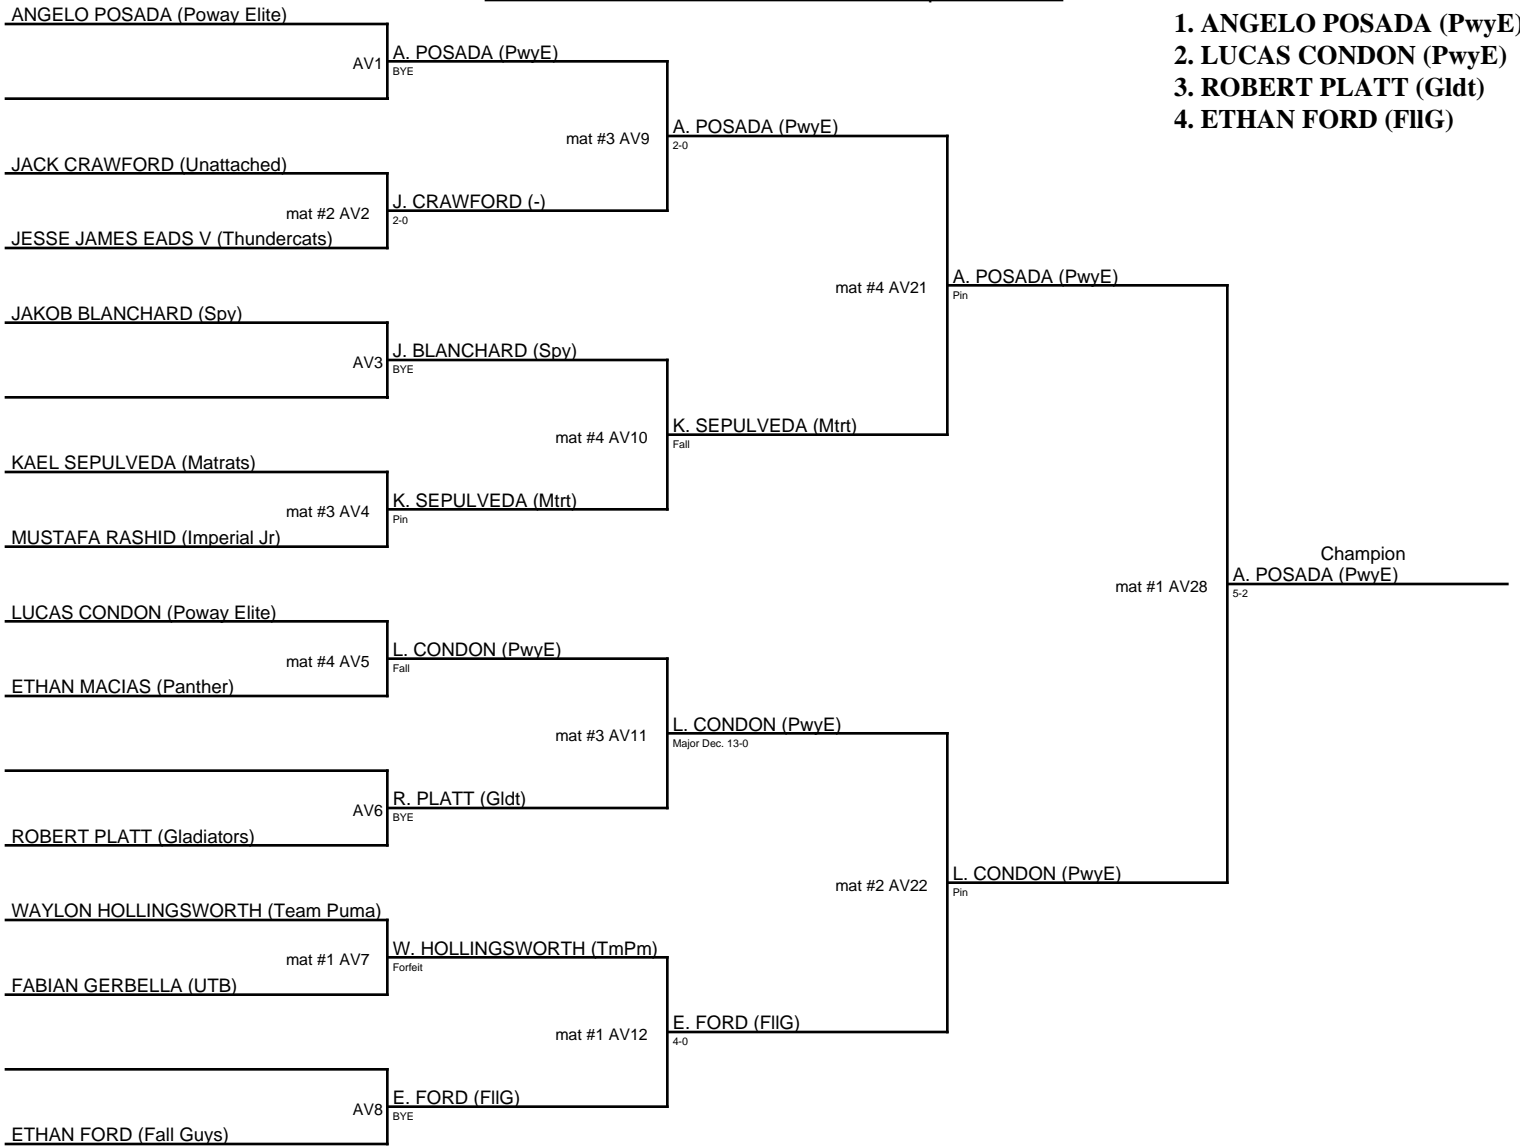 ANGELO POSADA (Poway Elite)
AV1
A. POSADA (PwyE)
BYE
mat #3 AV9
A. POSADA (PwyE)
2-0
JACK CRAWFORD (Unattached)
mat #2 AV2
J. CRAWFORD (-)
2-0
JESSE JAMES EADS V (Thundercats)
mat #4 AV21
A. POSADA (PwyE)
Pin
JAKOB BLANCHARD (Spy)
AV3
J. BLANCHARD (Spy)
BYE
mat #4 AV10
K. SEPULVEDA (Mtrt)
Fall
KAEL SEPULVEDA (Matrats)
mat #3 AV4
K. SEPULVEDA (Mtrt)
Pin
MUSTAFA RASHID (Imperial Jr)
mat #1 AV28
Champion
A. POSADA (PwyE)
5-2
LUCAS CONDON (Poway Elite)
mat #4 AV5
L. CONDON (PwyE)
Fall
ETHAN MACIAS (Panther)
mat #3 AV11
L. CONDON (PwyE)
Major Dec. 13-0
AV6
R. PLATT (Gldt)
BYE
ROBERT PLATT (Gladiators)
mat #2 AV22
L. CONDON (PwyE)
Pin
WAYLON HOLLINGSWORTH (Team Puma)
mat #1 AV7
W. HOLLINGSWORTH (TmPm)
Forfeit
FABIAN GERBELLA (UTB)
mat #1 AV12
E. FORD (FllG)
4-0
AV8
E. FORD (FllG)
BYE
ETHAN FORD (Fall Guys)
1. ANGELO POSADA (PwyE)
2. LUCAS CONDON (PwyE)
3. ROBERT PLATT (Gldt)
4. ETHAN FORD (FllG)